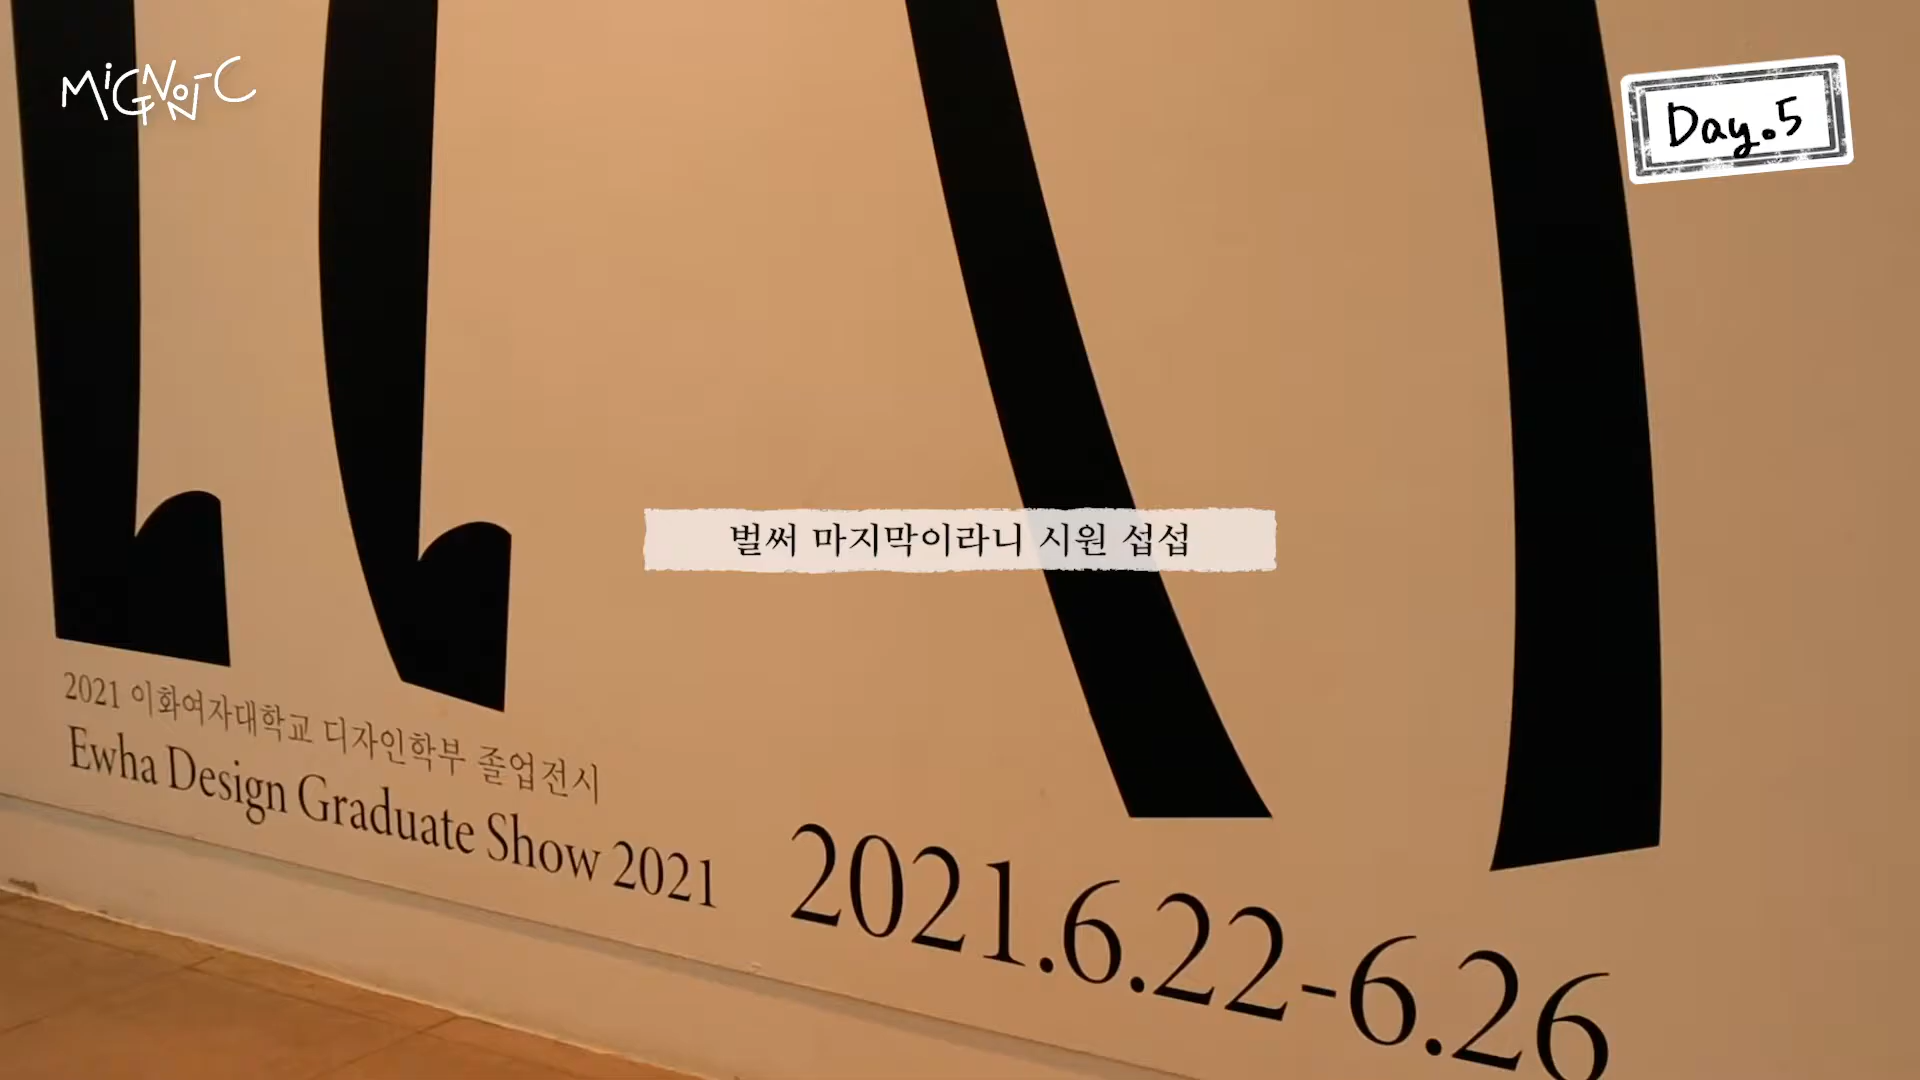 MiGNON-C
Day.5
벌써 마지막이라니 시원 섭섭
2021 이화여자대학교 디자인학부 졸업전시
Ewha Design Graduate Show 2021
2021.6.22-6.26